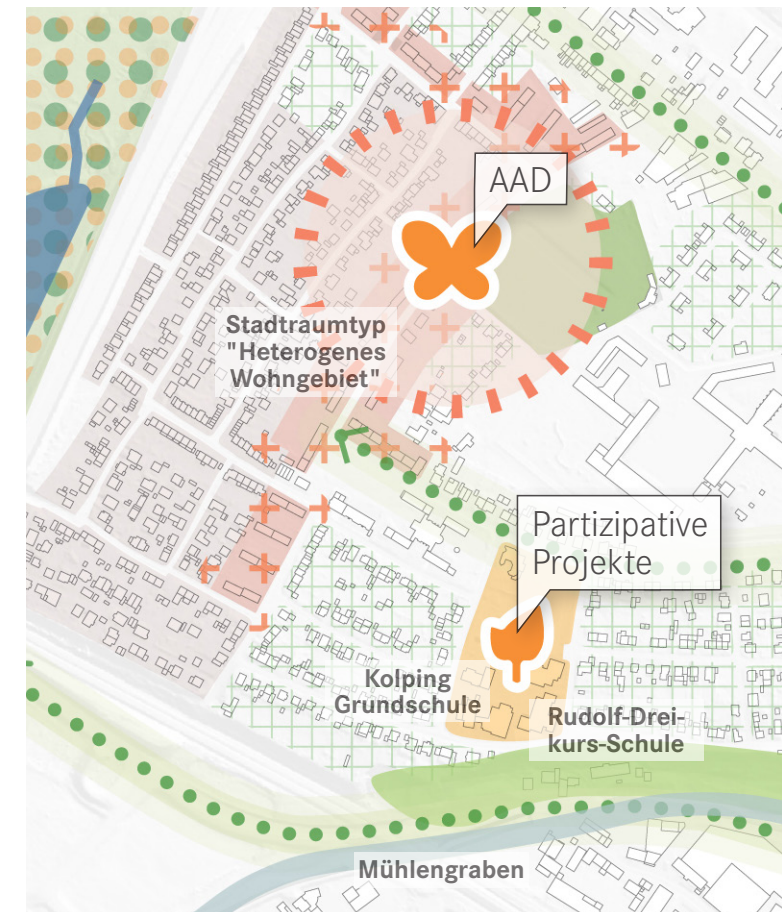 AAD
Stadtraumtyp
"Heterogenes
Wohngebiet"
Partizipative
Projekte
Kolping
Grundschule
Rudolf-Drei-
kurs-Schule
Mühlengraben